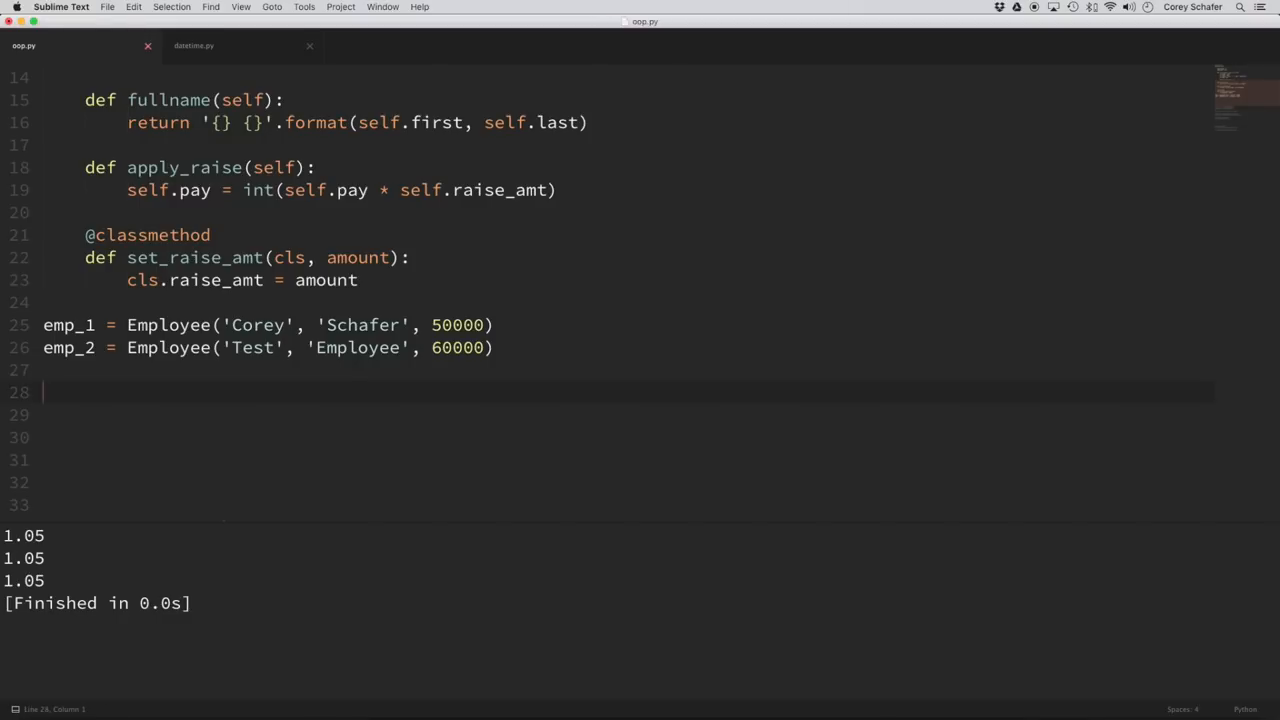 Sublime Text File Edit Selection Find View Goto Tools Project Window Help Corey Schafer
oop.py
oop.py datetime.py
14
15 def fullname(self):
16 return '{} {}'.format(self.first, self.last)
17
18 def apply_raise(self):
19 self.pay = int(self.pay * self.raise_amt)
20
21 @classmethod
22 def set_raise_amt(cls, amount):
23 cls.raise_amt = amount
24
25 emp_1 = Employee('Corey', 'Schafer', 50000)
26 emp_2 = Employee('Test', 'Employee', 60000)
27
28
29
30
31
32
33
1.05
1.05
1.05
[Finished in 0.0s]
Line 28, Column 1 Spaces: 4 Python